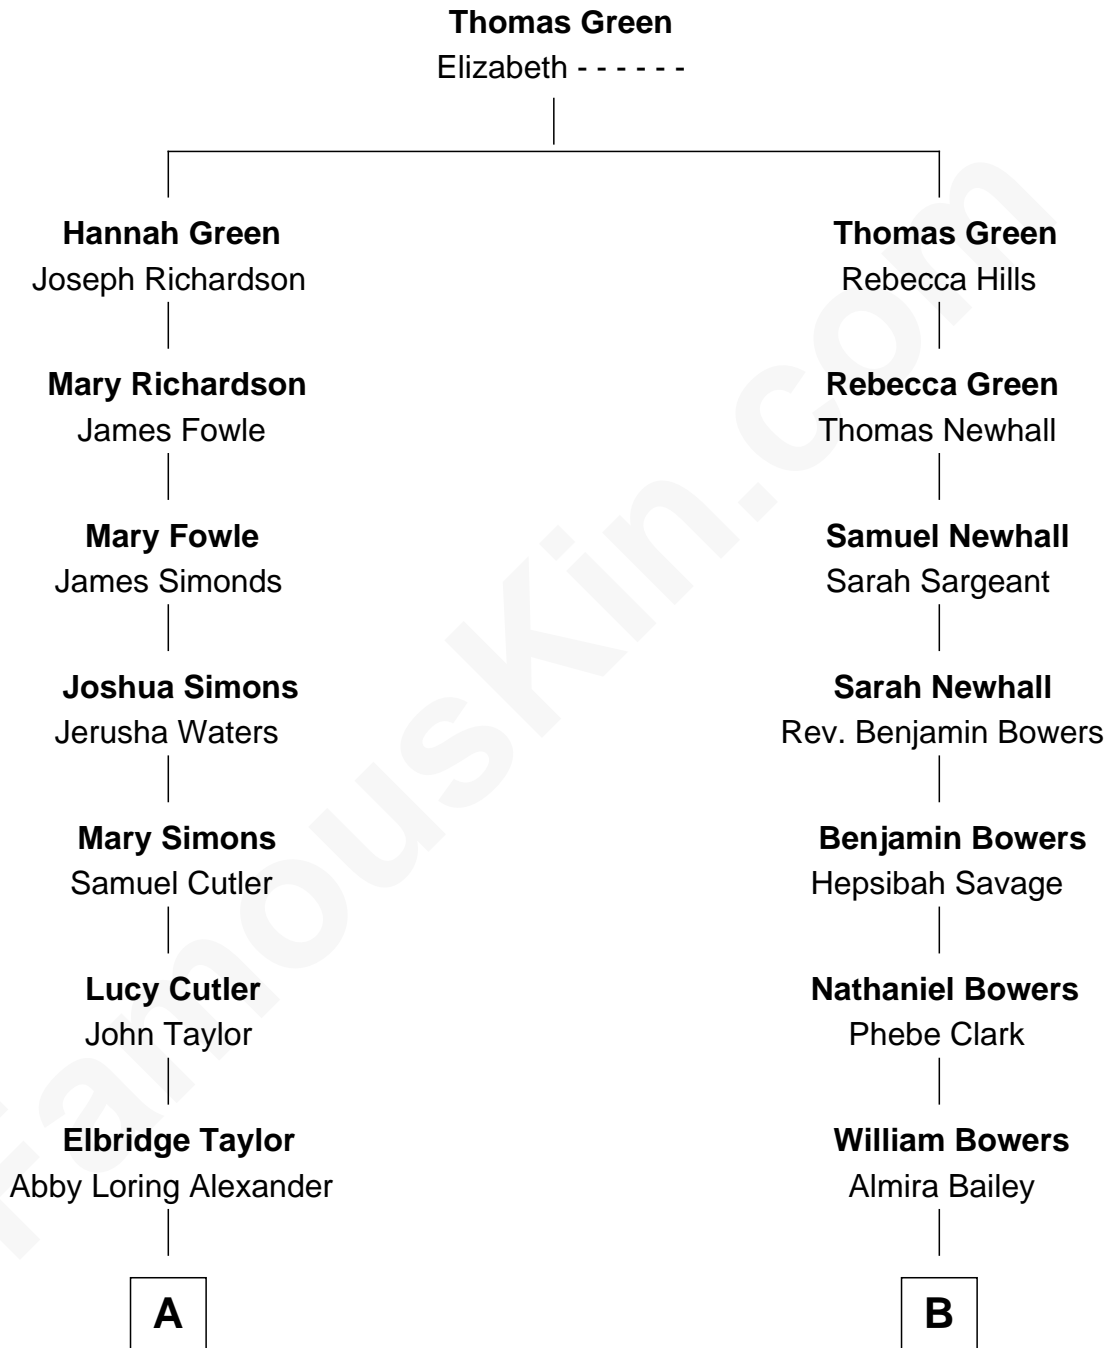 Thomas Green
Elizabeth - - - - - -
Hannah Green
Joseph Richardson
Thomas Green
Rebecca Hills
Mary Richardson
James Fowle
Rebecca Green
Thomas Newhall
Mary Fowle
James Simonds
Samuel Newhall
Sarah Sargeant
Joshua Simons
Jerusha Waters
Sarah Newhall
Rev. Benjamin Bowers
Mary Simons
Samuel Cutler
Benjamin Bowers
Hepsibah Savage
Lucy Cutler
John Taylor
Nathaniel Bowers
Phebe Clark
Elbridge Taylor
Abby Loring Alexander
William Bowers
Almira Bailey
A
B
FamousKin.com